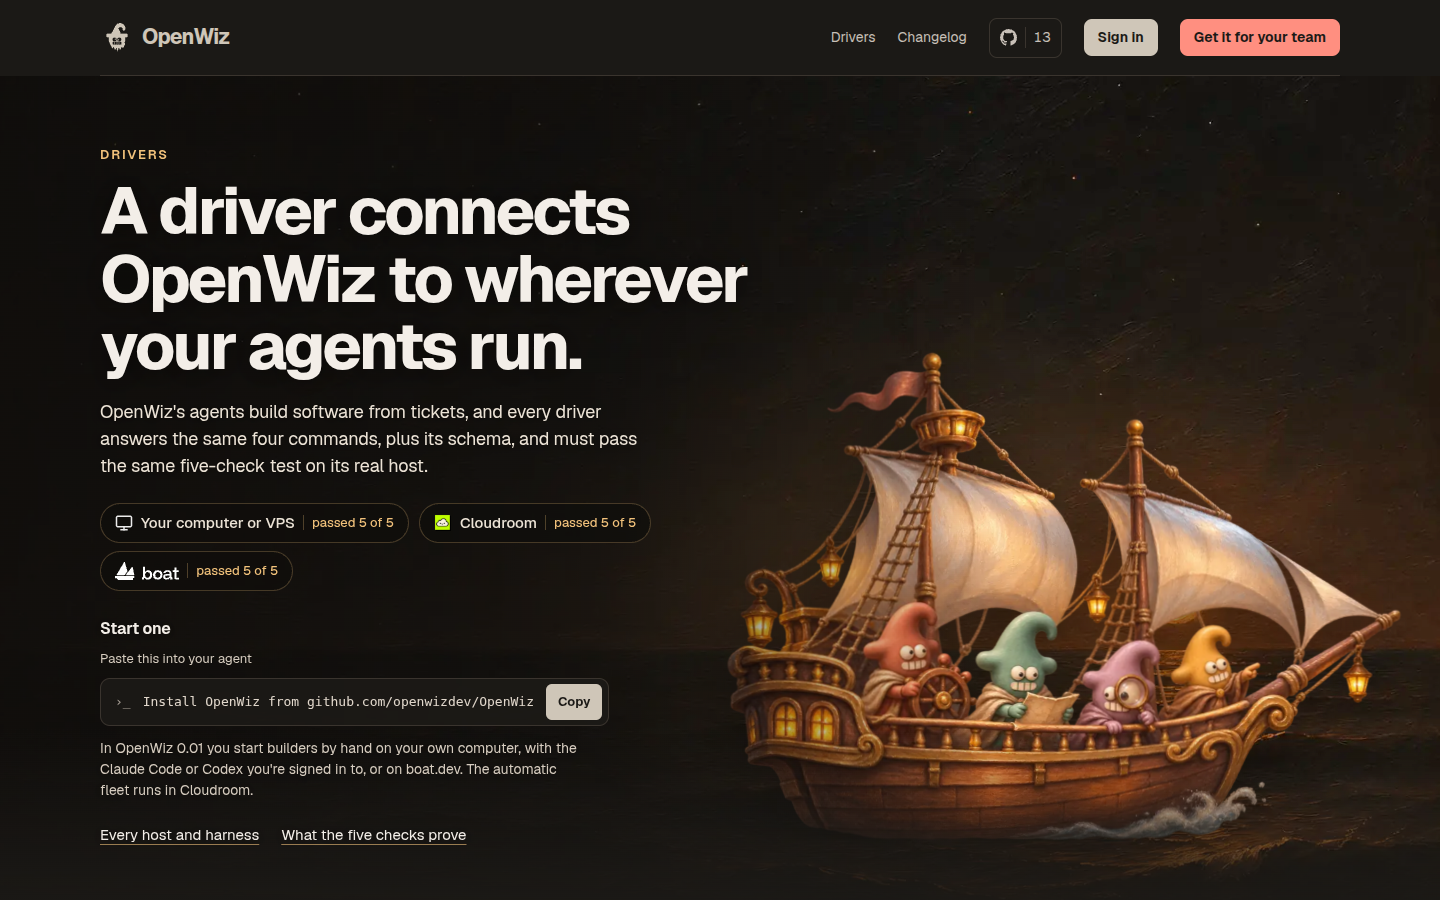 OpenWiz
Drivers
Changelog
13
Sign in
Get it for your team
DRIVERS
A driver connects
OpenWiz to wherever
your agents run.
OpenWiz's agents build software from tickets, and every driver
answers the same four commands, plus its schema, and must pass
the same five-check test on its real host.
Your computer or VPS passed 5 of 5
Cloudroom passed 5 of 5
boat passed 5 of 5
Start one
Paste this into your agent
›_ Install OpenWiz from github.com/openwizdev/OpenWiz
Copy
In OpenWiz 0.01 you start builders by hand on your own computer, with the
Claude Code or Codex you're signed in to, or on boat.dev. The automatic
fleet runs in Cloudroom.
Every host and harness
What the five checks prove